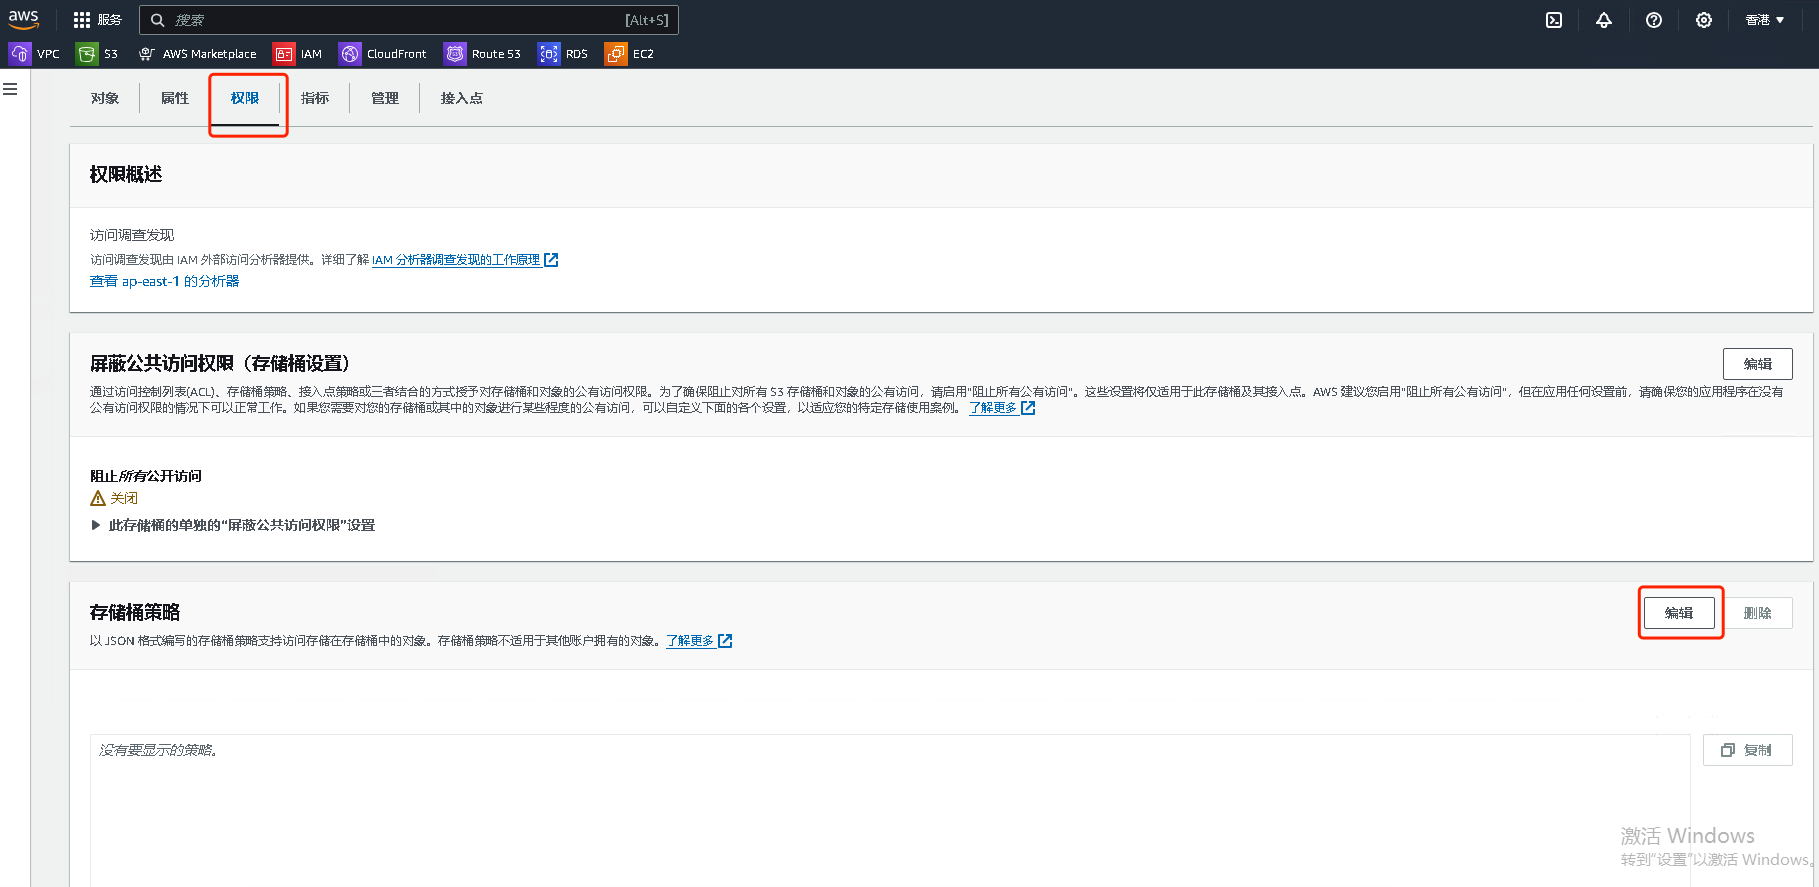 aws
服务
搜索
[Alt+S]
香港
VPC
S3
AWS Marketplace
IAM
CloudFront
Route 53
RDS
EC2
对象
属性
权限
指标
管理
接入点
权限概述
访问调查发现
访问调查发现由 IAM 外部访问分析器提供。详细了解 IAM 分析器调查发现的工作原理
查看 ap-east-1 的分析器
屏蔽公共访问权限（存储桶设置）
编辑
通过访问控制列表(ACL)、存储桶策略、接入点策略或三者结合的方式授予对存储桶和对象的公有访问权限。为了确保阻止对所有 S3 存储桶和对象的公有访问，请启用"阻止所有公有访问"。这些设置将仅适用于此存储桶及其接入点。AWS 建议您启用"阻止所有公有访问"，但在应用任何设置前，请确保您的应用程序在没有
公有访问权限的情况下可以正常工作。如果您需要对您的存储桶或其中的对象进行某些程度的公有访问，可以自定义下面的各个设置，以适应您的特定存储使用案例。 了解更多
阻止所有公开访问
关闭
此存储桶的单独的"屏蔽公共访问权限"设置
存储桶策略
编辑
删除
以 JSON 格式编写的存储桶策略支持访问存储在存储桶中的对象。存储桶策略不适用于其他账户拥有的对象。 了解更多
没有要显示的策略。
复制
激活 Windows
转到"设置"以激活 Windows。